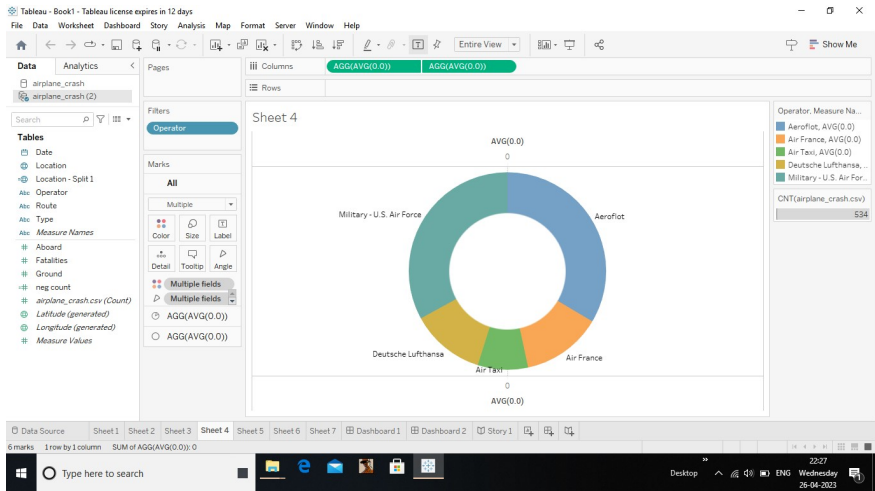 Tableau - Book1 - Tableau license expires in 12 days
File Data Worksheet Dashboard Story Analysis Map Format Server Window Help
Entire View
Show Me
Data Analytics
airplane_crash
airplane_crash (2)
Search
Tables
Date
Location
Location - Split 1
Abc Operator
Abc Route
Abc Type
Abc Measure Names
# Aboard
# Fatalities
# Ground
=# neg count
# airplane_crash.csv (Count)
Latitude (generated)
Longitude (generated)
# Measure Values
Pages
Filters
Operator
Marks
All
Multiple
Color Size Label
Detail Tooltip Angle
Multiple fields
Multiple fields
AGG(AVG(0.0))
AGG(AVG(0.0))
Columns AGG(AVG(0.0)) AGG(AVG(0.0))
Rows
Sheet 4
AVG(0.0)
0
Military - U.S. Air Force
Aeroflot
Deutsche Lufthansa
Air Taxi
Air France
0
AVG(0.0)
Operator, Measure Na...
Aeroflot, AVG(0.0)
Air France, AVG(0.0)
Air Taxi, AVG(0.0)
Deutsche Lufthansa, ...
Military - U.S. Air For...
CNT(airplane_crash.csv)
534
Data Source Sheet 1 Sheet 2 Sheet 3 Sheet 4 Sheet 5 Sheet 6 Sheet 7 Dashboard 1 Dashboard 2 Story 1
6 marks 1 row by 1 column SUM of AGG(AVG(0.0)): 0
Type here to search
Desktop
ENG
22:27
Wednesday
26-04-2023